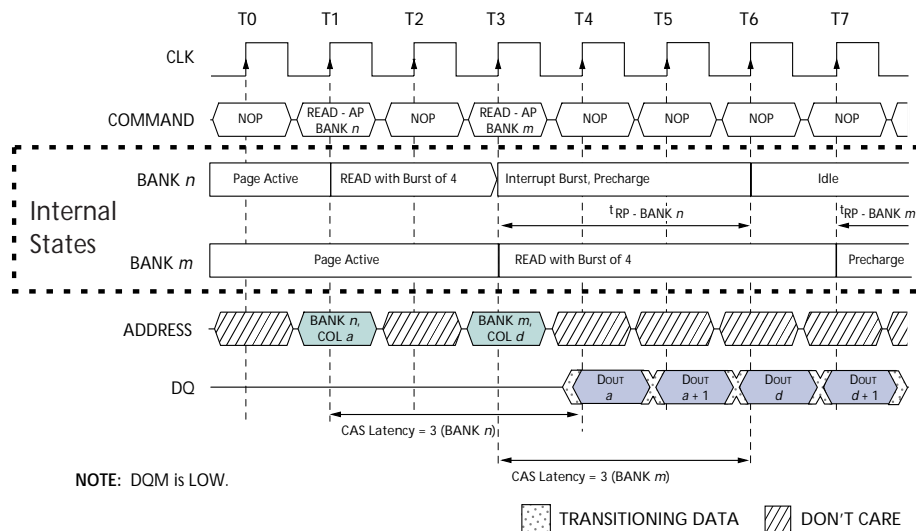 T0 T1 T2 T3 T4 T5 T6 T7
CLK
COMMAND NOP READ - AP BANK n NOP READ - AP BANK m NOP NOP NOP NOP
BANK n Page Active READ with Burst of 4 Interrupt Burst, Precharge Idle
Internal States
tRP - BANK n tRP - BANK m
BANK m Page Active READ with Burst of 4 Precharge
ADDRESS BANK n, COL a BANK m, COL d
DQ DOUT a DOUT a + 1 DOUT d DOUT d + 1
CAS Latency = 3 (BANK n)
CAS Latency = 3 (BANK m)
NOTE: DQM is LOW.
TRANSITIONING DATA DON'T CARE